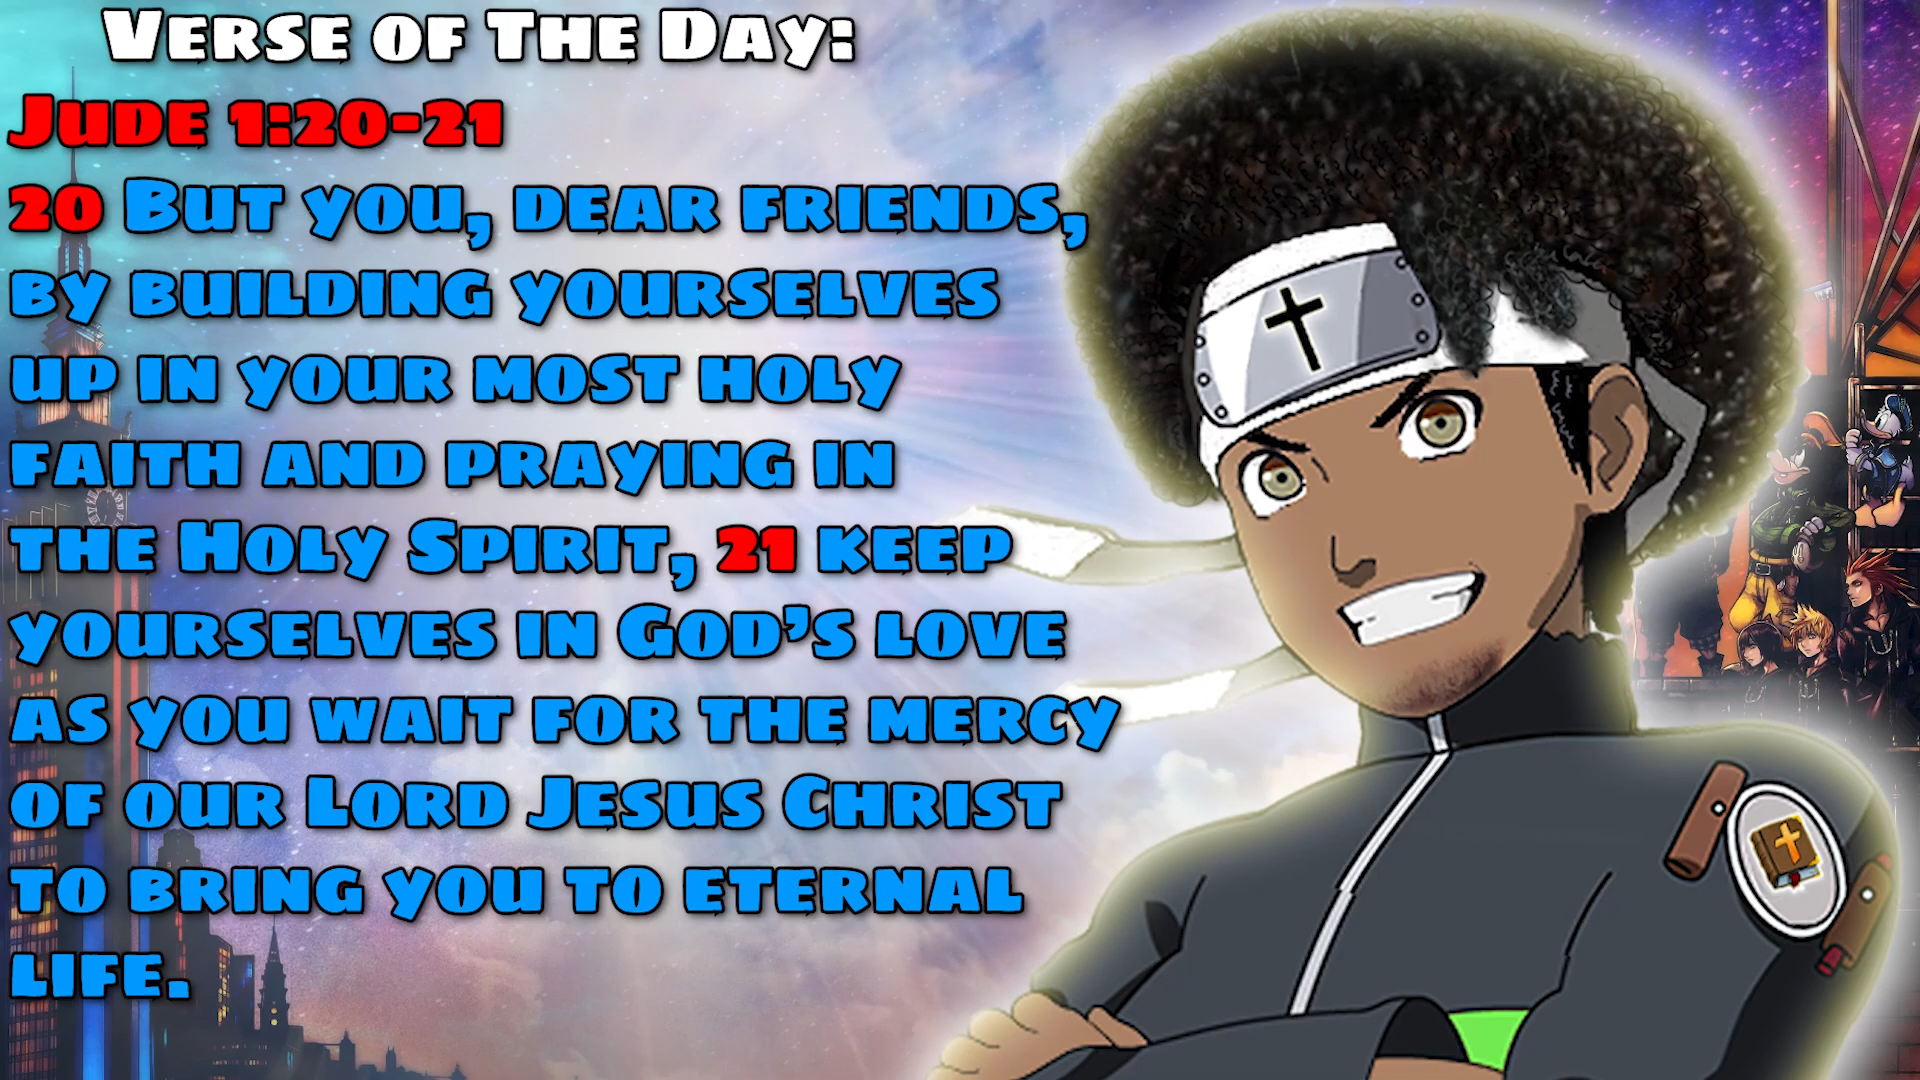 Verse of The Day:
Jude 1:20-21
20 But you, dear friends,
by building yourselves
up in your most holy
faith and praying in
the Holy Spirit, 21 keep
yourselves in God’s love
as you wait for the mercy
of our Lord Jesus Christ
to bring you to eternal
life.